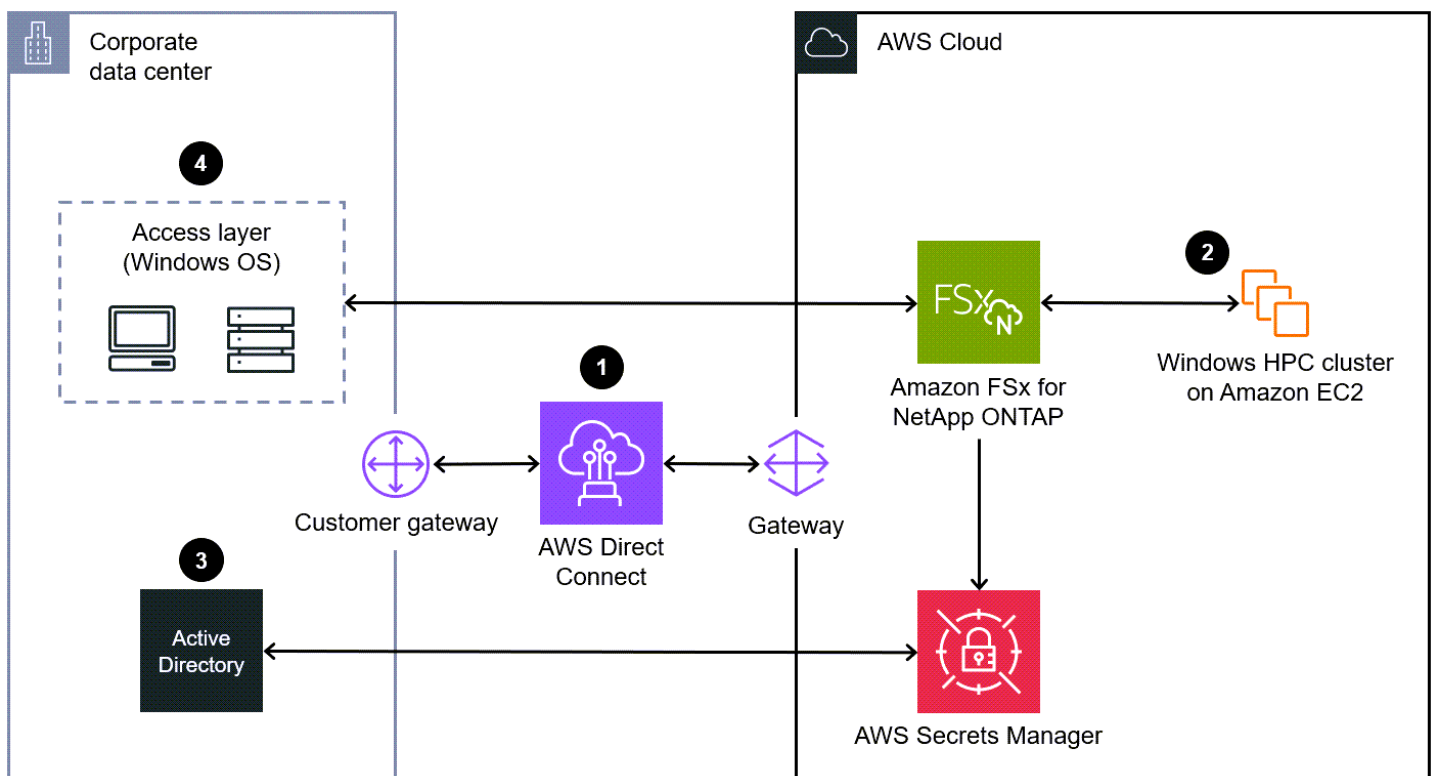 Corporate
data center
AWS Cloud
4
Access layer
(Windows OS)
2
FSx
N
Windows HPC cluster
on Amazon EC2
1
Amazon FSx for
NetApp ONTAP
Customer gateway
Gateway
AWS Direct
Connect
3
Active
Directory
AWS Secrets Manager